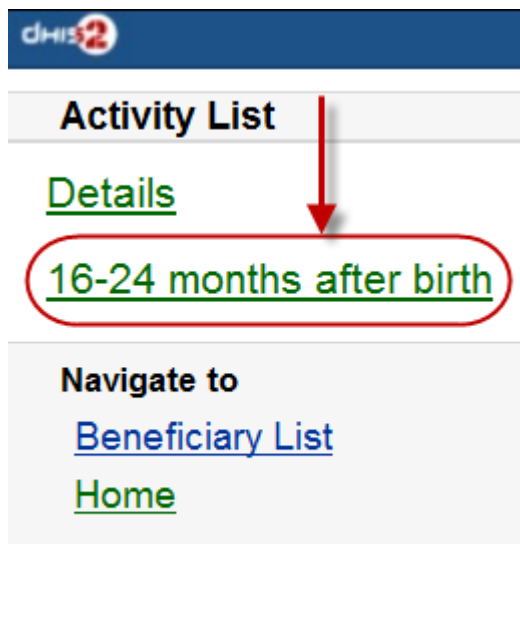 dHIS2
Activity List
Details
16-24 months after birth
Navigate to
Beneficiary List
Home